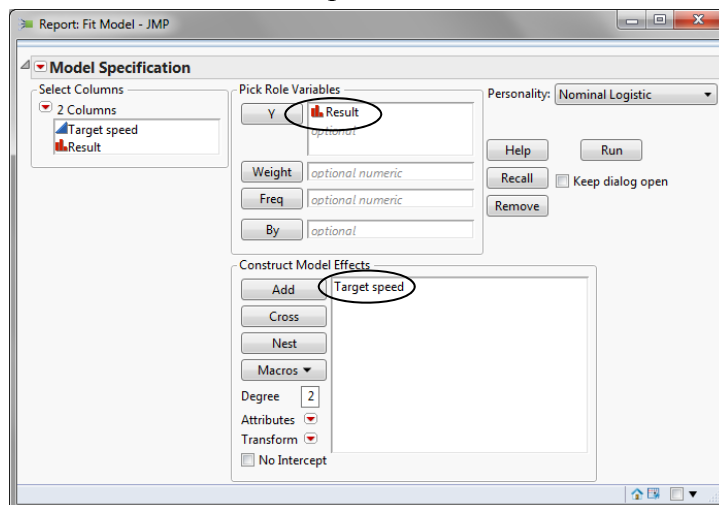 Report: Fit Model - JMP
Model Specification
Select Columns
2 Columns
Target speed
Result
Pick Role Variables
Y
Result
optional
Weight
optional numeric
Freq
optional numeric
By
optional
Personality:
Nominal Logistic
Help
Run
Recall
Keep dialog open
Remove
Construct Model Effects
Add
Target speed
Cross
Nest
Macros
Degree
2
Attributes
Transform
No Intercept